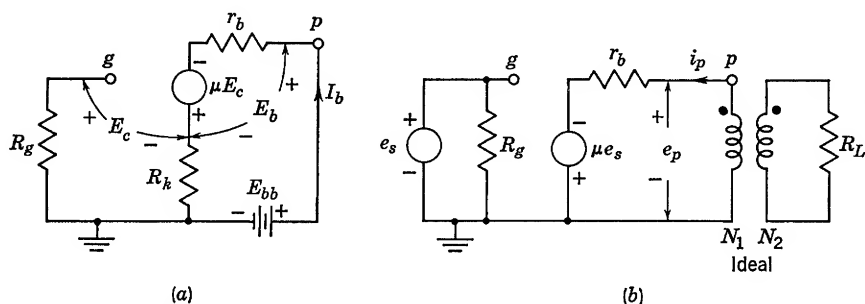 r_b
p
g
μE_c
I_b
E_b
E_c
R_g
R_k
E_bb
(a)
g
r_b
i_p
p
e_s
R_g
μe_s
e_p
R_L
N_1 N_2
Ideal
(b)